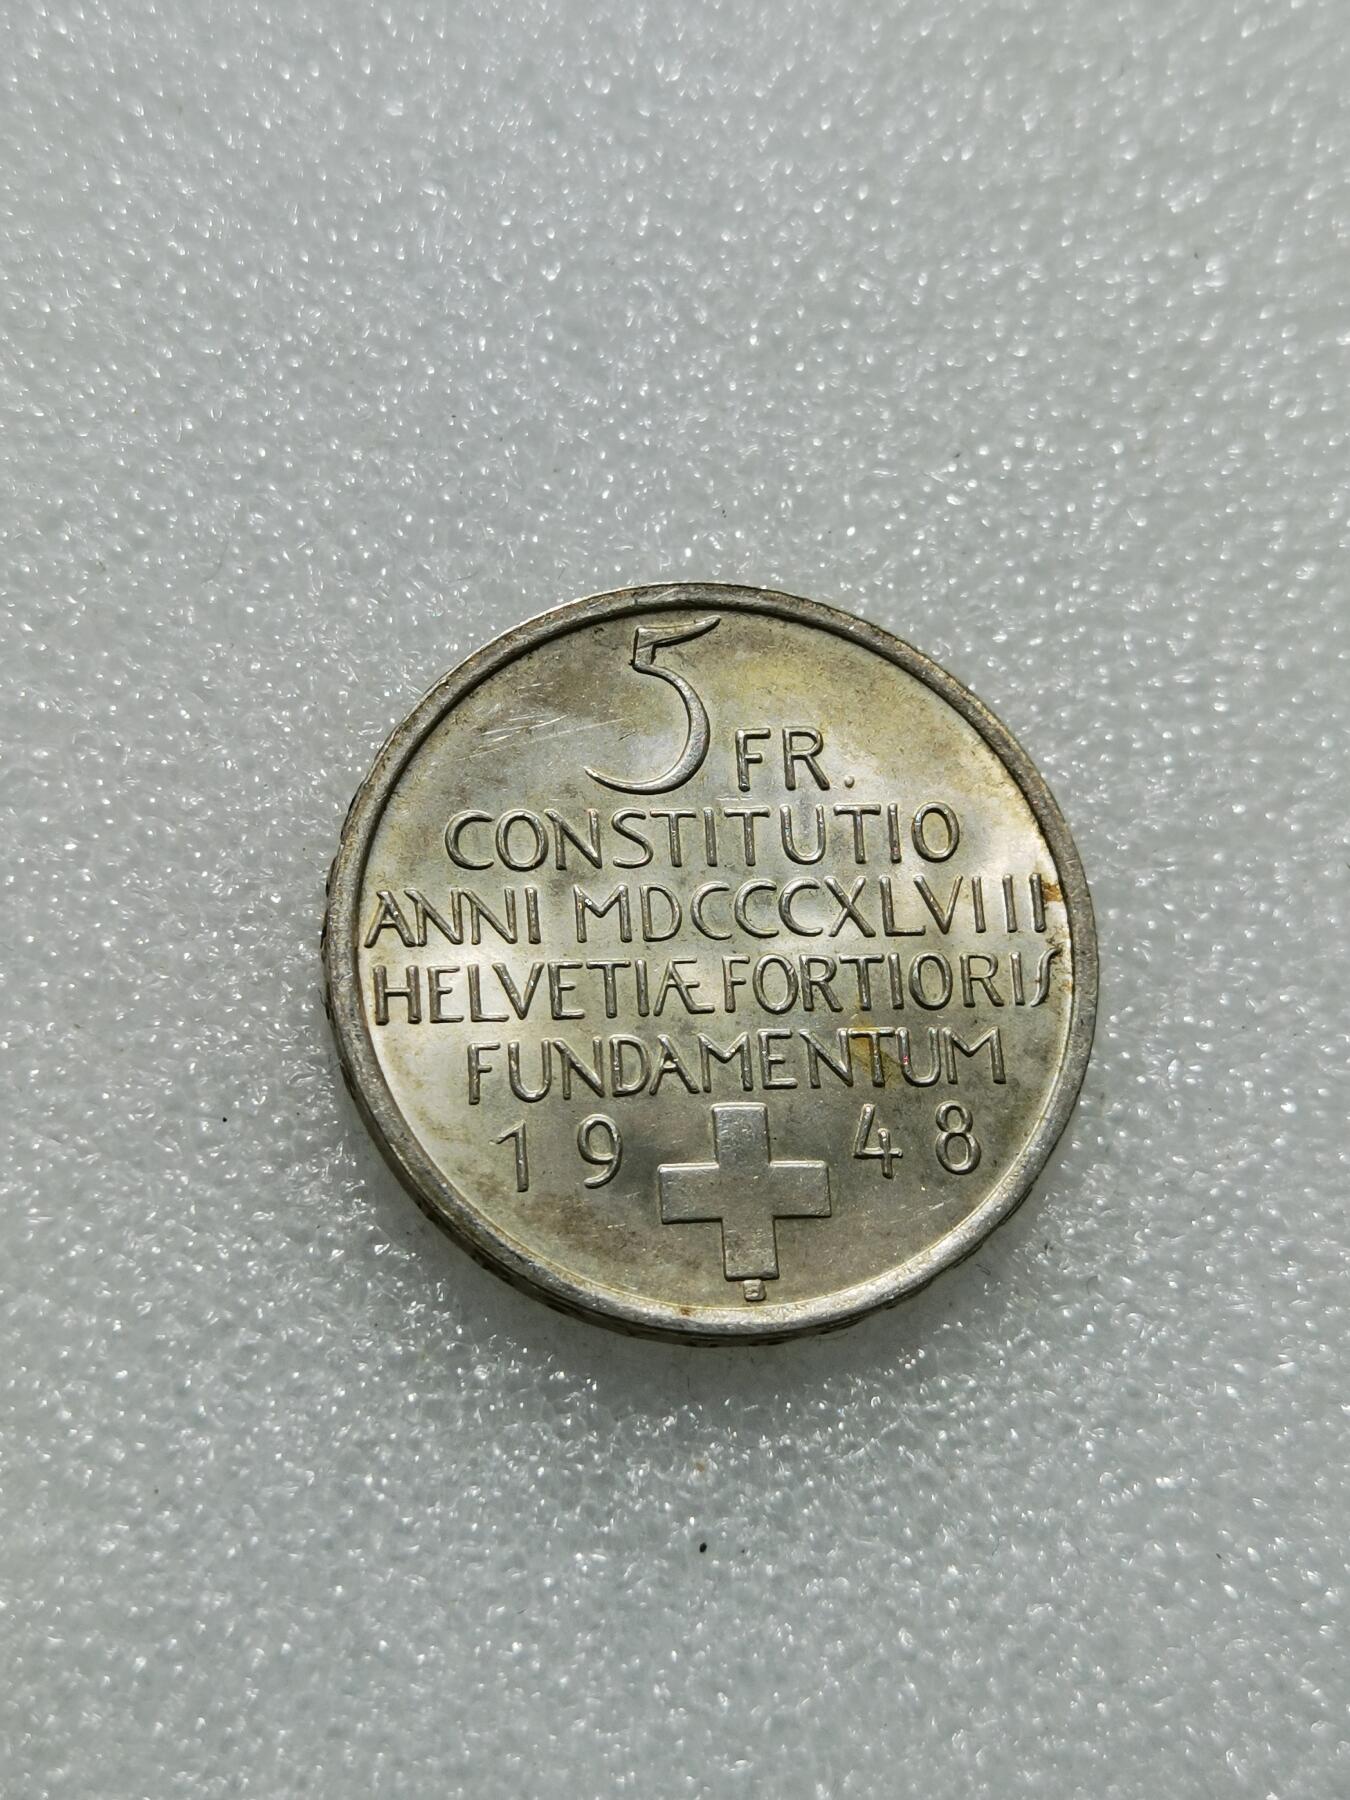 5 FR.
CONSTITUTIO
ANNI MDCCCXLVIII
HELVETIÆ FORTIORIS
FUNDAMENTUM
19 48
B